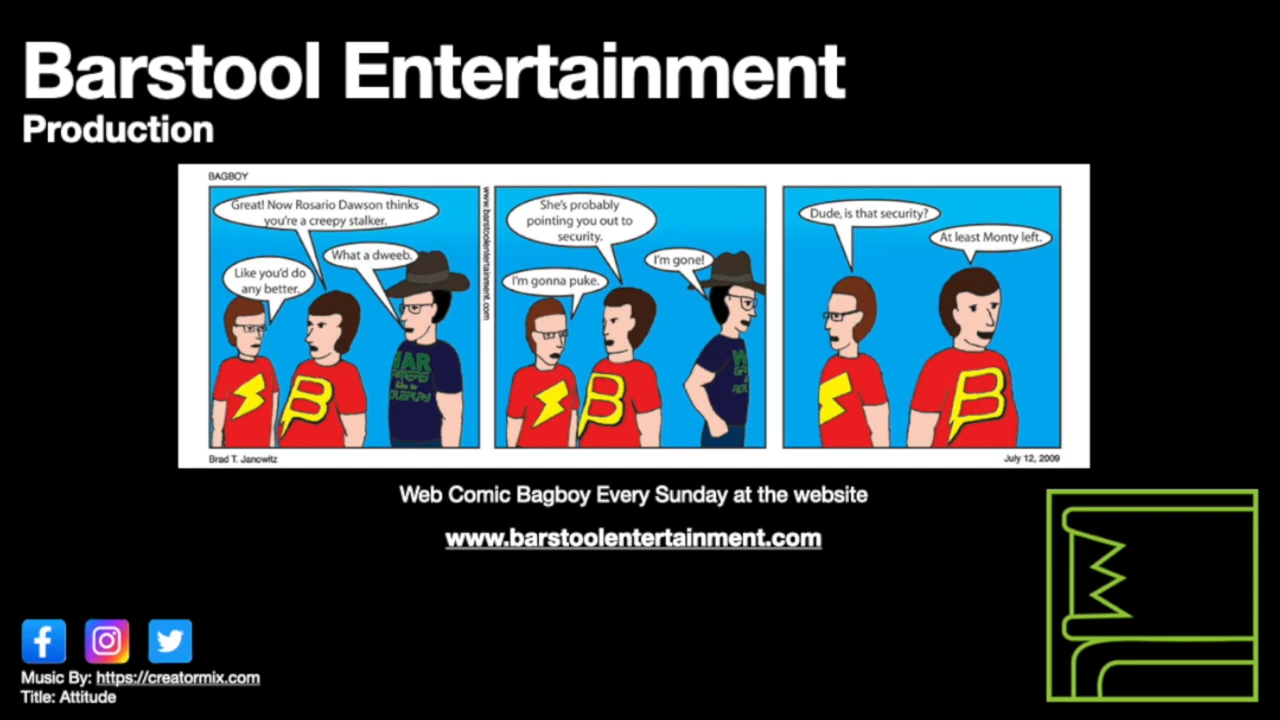 Barstool Entertainment
Production
BAGBOY
Great! Now Rosario Dawson thinks
you're a creepy stalker.
What a dweeb.
Like you'd do
any better.
www.barstoolentertainment.com
She's probably
pointing you out to
security.
I'm gone!
I'm gonna puke.
Dude, is that security?
At least Monty left.
B
B
B
Brad T. Janowitz
July 12, 2009
Web Comic Bagboy Every Sunday at the website
www.barstoolentertainment.com
Music By: https://creatormix.com
Title: Attitude